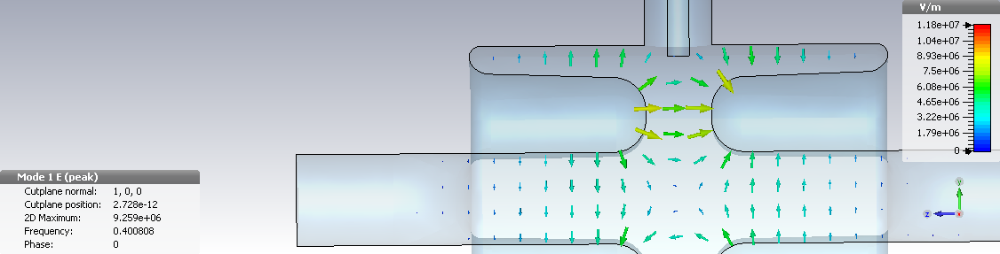 V/m
1.18e+07
1.04e+07
8.93e+06
7.5e+06
6.08e+06
4.65e+06
3.22e+06
1.79e+06
0
Mode 1 E (peak)
Cutplane normal: 1, 0, 0
Cutplane position: 2.728e-12
2D Maximum: 9.259e+06
Frequency: 0.400808
Phase: 0
y
z
x